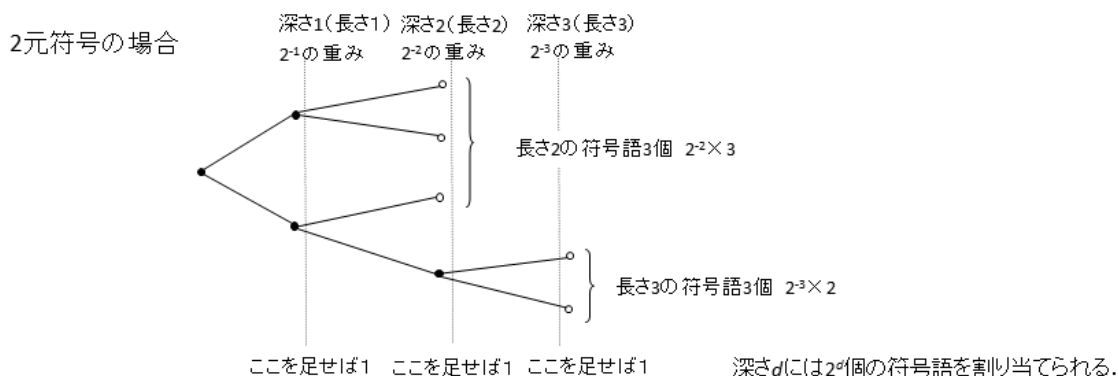 2元符号の場合
深さ1(長さ1) 深さ2(長さ2) 深さ3(長さ3)
2⁻¹の重み 2⁻²の重み 2⁻³の重み
長さ2の符号語3個 2⁻²×3
長さ3の符号語3個 2⁻³×2
ここを足せば1 ここを足せば1 ここを足せば1 深さdには2ᵈ個の符号語を割り当てられる.